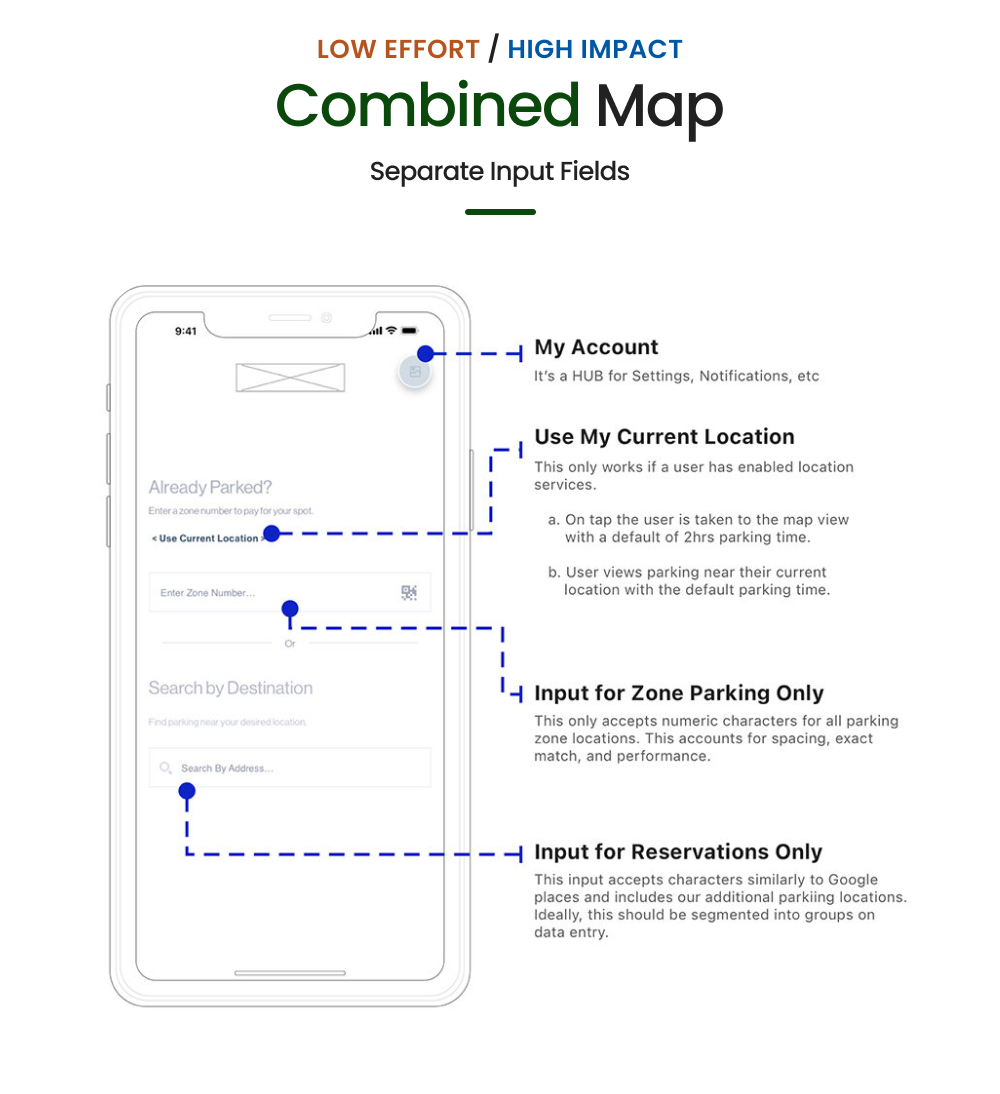 LOW EFFORT / HIGH IMPACT
Combined Map
Separate Input Fields
9:41
My Account
It's a HUB for Settings, Notifications, etc
Use My Current Location
This only works if a user has enabled location
services.
a. On tap the user is taken to the map view
with a default of 2hrs parking time.
b. User views parking near their current
location with the default parking time.
Already Parked?
Enter a zone number to pay for your spot.
< Use Current Location >
Enter Zone Number...
Or
Input for Zone Parking Only
This only accepts numeric characters for all parking
zone locations. This accounts for spacing, exact
match, and performance.
Search by Destination
Find parking near your desired location.
Search By Address...
Input for Reservations Only
This input accepts characters similarly to Google
places and includes our additional parkiing locations.
Ideally, this should be segmented into groups on
data entry.